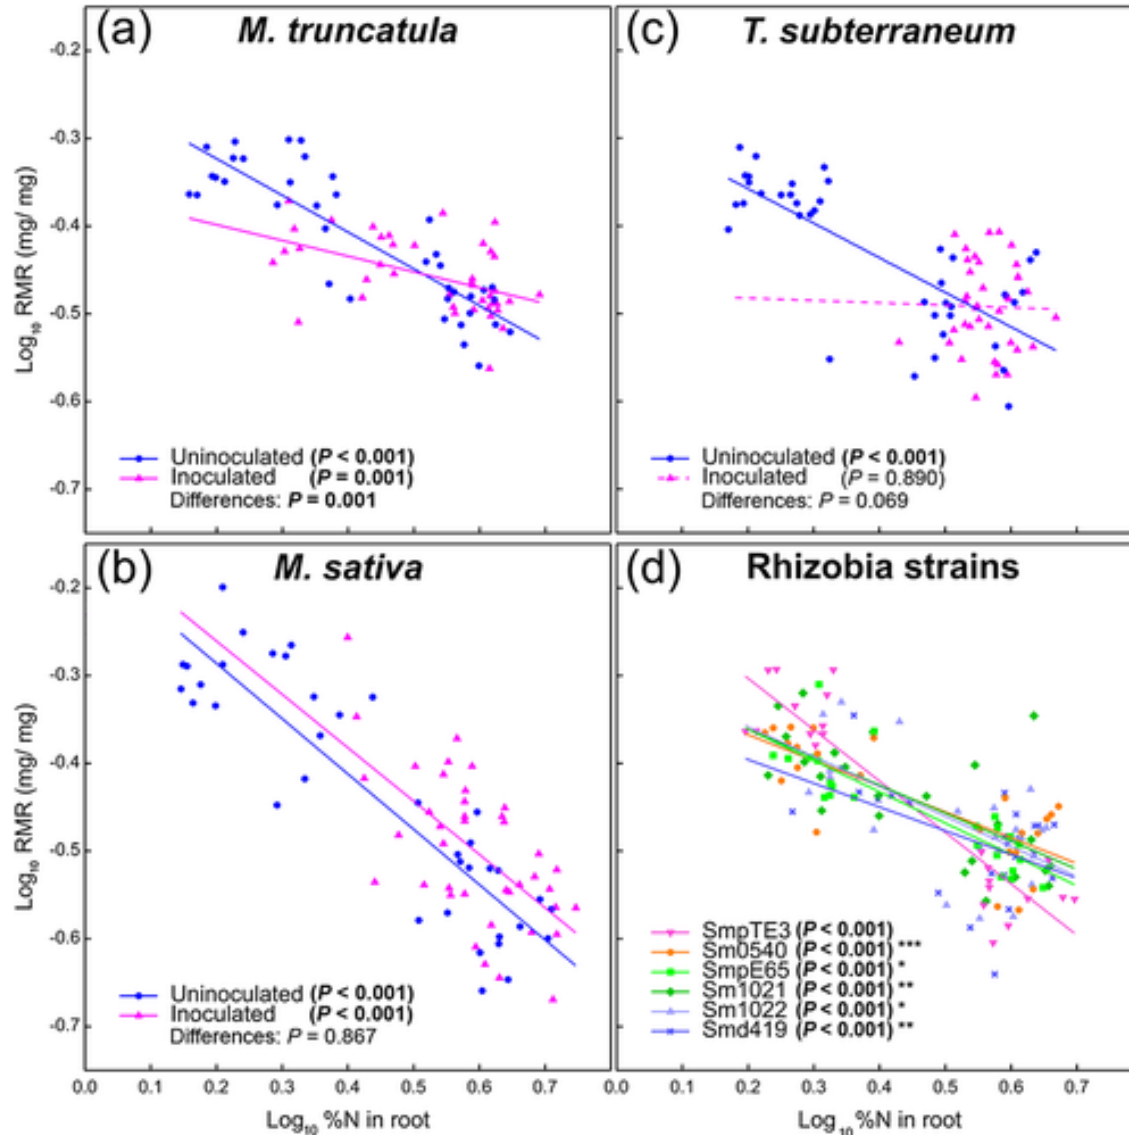 (a) M. truncatula
-0.2
-0.3
-0.4
-0.5
-0.6
-0.7
Log10 RMR (mg/ mg)
Uninoculated (P < 0.001)
Inoculated (P = 0.001)
Differences: P = 0.001
(c) T. subterraneum
Uninoculated (P < 0.001)
Inoculated (P = 0.890)
Differences: P = 0.069
(b) M. sativa
-0.2
-0.3
-0.4
-0.5
-0.6
-0.7
Log10 RMR (mg/ mg)
Uninoculated (P < 0.001)
Inoculated (P < 0.001)
Differences: P = 0.867
0.0 0.1 0.2 0.3 0.4 0.5 0.6 0.7
Log10 %N in root
(d) Rhizobia strains
SmpTE3 (P < 0.001)
Sm0540 (P < 0.001) ***
SmpE65 (P < 0.001) *
Sm1021 (P < 0.001) **
Sm1022 (P < 0.001) *
Smd419 (P < 0.001) **
0.0 0.1 0.2 0.3 0.4 0.5 0.6 0.7
Log10 %N in root